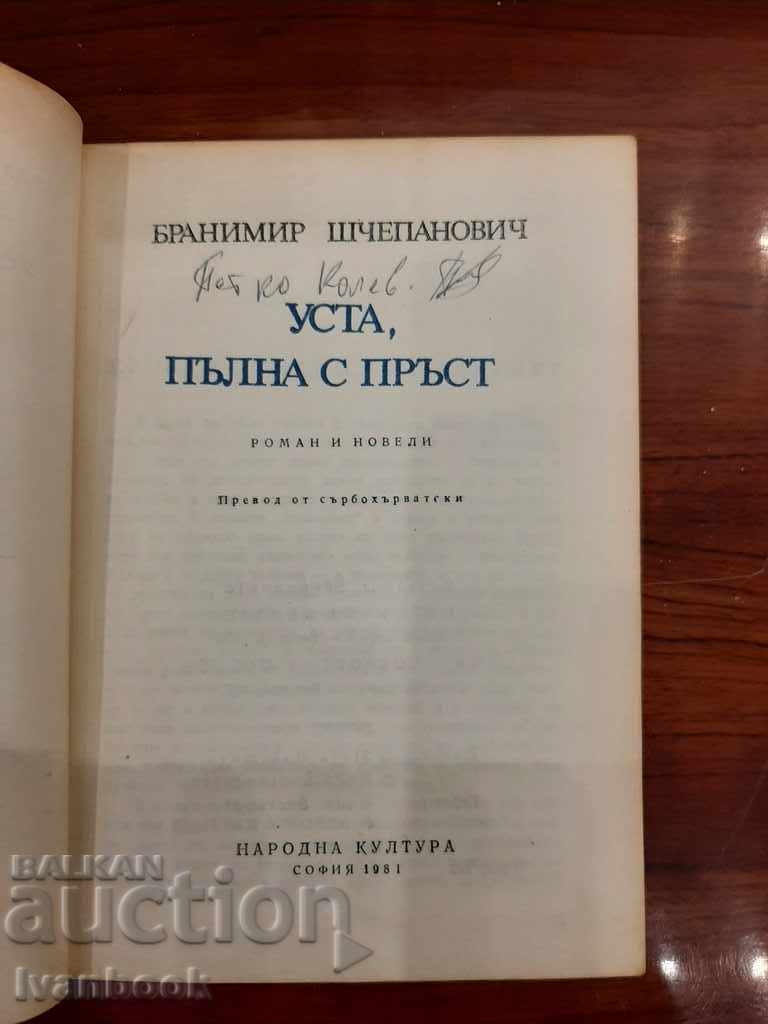 БРАНИМИР ШЧЕПАНОВИЧ
Петко Колев.
УСТА,
ПЪЛНА С ПРЪСТ
РОМАН И НОВЕЛИ
Превод от сърбохърватски
НАРОДНА КУЛТУРА
СОФИЯ 1981
BALKAN
auction
Ivanbook